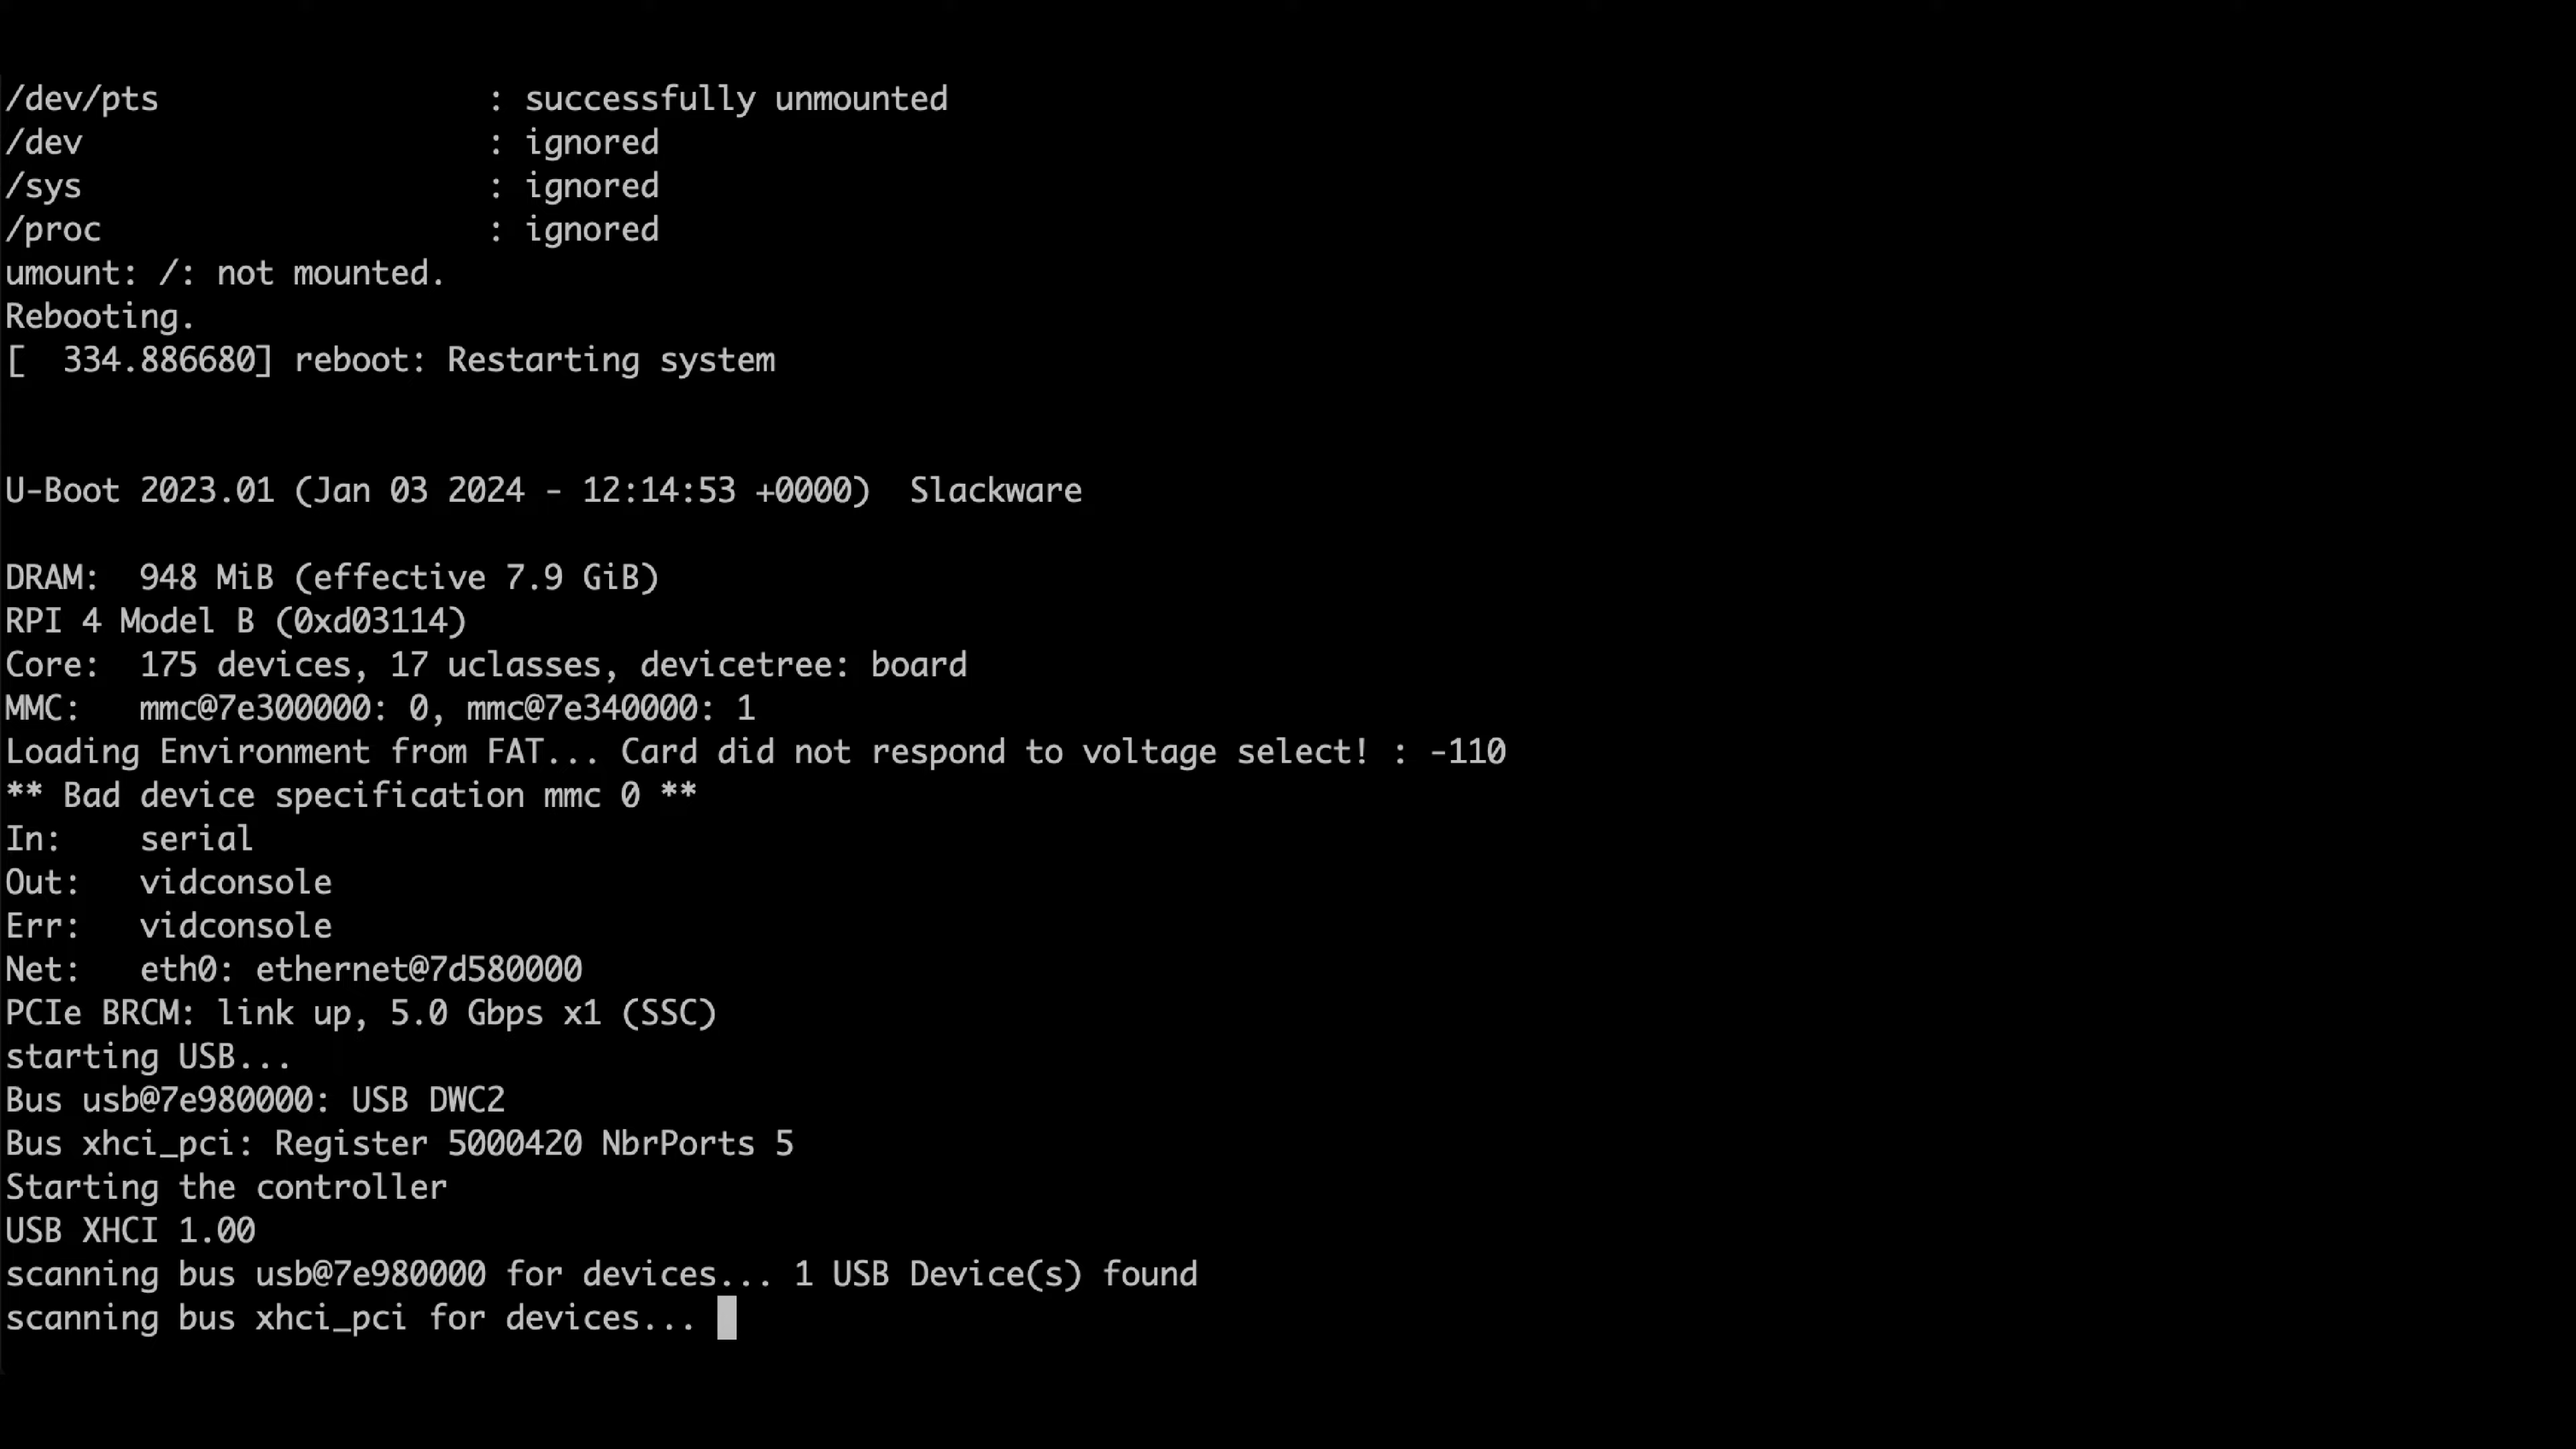 /dev/pts                 : successfully unmounted
/dev                     : ignored
/sys                     : ignored
/proc                    : ignored
umount: /: not mounted.
Rebooting.
[  334.886680] reboot: Restarting system
U-Boot 2023.01 (Jan 03 2024 - 12:14:53 +0000)  Slackware
DRAM:  948 MiB (effective 7.9 GiB)
RPI 4 Model B (0xd03114)
Core:  175 devices, 17 uclasses, devicetree: board
MMC:   mmc@7e300000: 0, mmc@7e340000: 1
Loading Environment from FAT... Card did not respond to voltage select! : -110
** Bad device specification mmc 0 **
In:    serial
Out:   vidconsole
Err:   vidconsole
Net:   eth0: ethernet@7d580000
PCIe BRCM: link up, 5.0 Gbps x1 (SSC)
starting USB...
Bus usb@7e980000: USB DWC2
Bus xhci_pci: Register 5000420 NbrPorts 5
Starting the controller
USB XHCI 1.00
scanning bus usb@7e980000 for devices... 1 USB Device(s) found
scanning bus xhci_pci for devices...